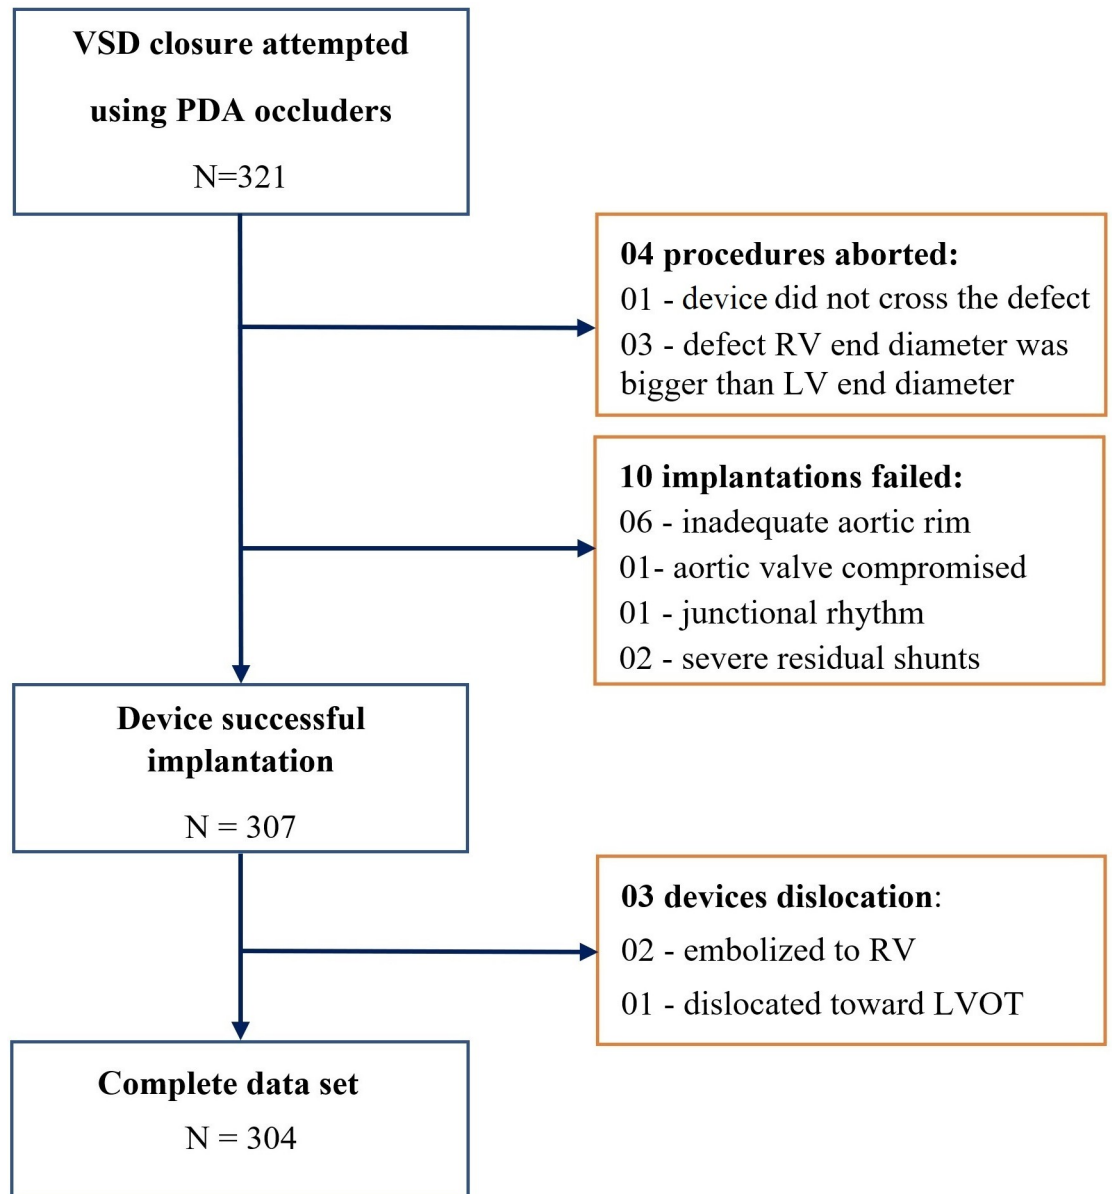 VSD closure attempted
using PDA occluders
N=321
04 procedures aborted:
01 - device did not cross the defect
03 - defect RV end diameter was
bigger than LV end diameter
10 implantations failed:
06 - inadequate aortic rim
01- aortic valve compromised
01 - junctional rhythm
02 - severe residual shunts
Device successful
implantation
N = 307
03 devices dislocation:
02 - embolized to RV
01 - dislocated toward LVOT
Complete data set
N = 304